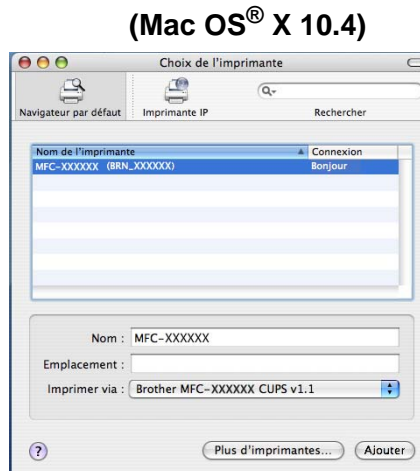 (Mac OS® X 10.4)
Choix de l'imprimante
Navigateur par défaut Imprimante IP Rechercher
Nom de l'imprimante Connexion
MFC-XXXXXX (BRN_XXXXXX) Bonjour
Nom : MFC-XXXXXX
Emplacement :
Imprimer via : Brother MFC-XXXXXX CUPS v1.1
? Plus d'imprimantes... Ajouter